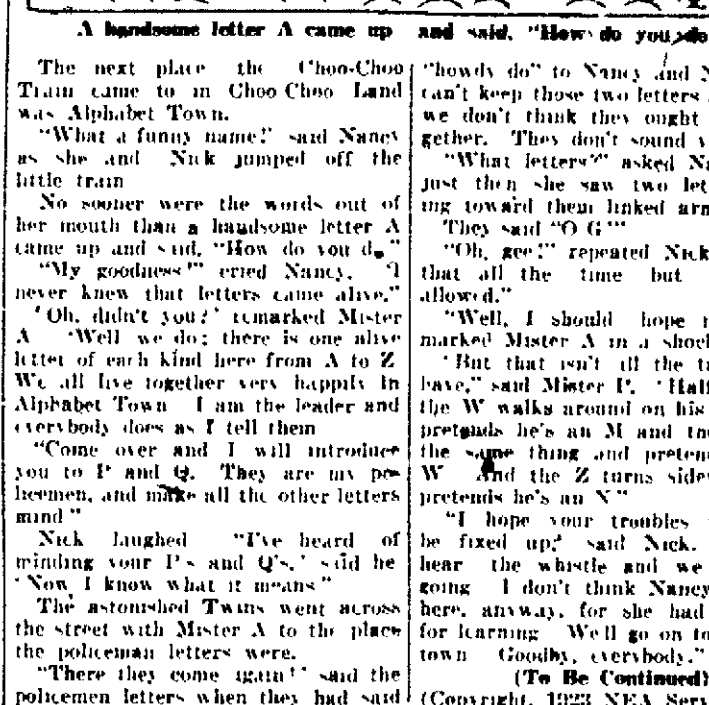 A handsome letter A came up and said, "How do you do
The next place the Choo-Choo
Train came to in Choo Choo Land
was Alphabet Town.
"What a funny name!" said Nancy
as she and Nick jumped off the
little train
No sooner were the words out of
her mouth than a handsome letter A
came up and said, "How do you d."
"My goodness!" cried Nancy. "I
never knew that letters came alive."
"Oh, didn't you?" remarked Mister
A "Well we do; there is one alive
letter of each kind here from A to Z
We all live together very happily in
Alphabet Town I am the leader and
everybody does as I tell them
"Come over and I will introduce
you to P and Q. They are my po-
licemen, and make all the other letters
mind"
Nick laughed "I've heard of
minding your P's and Q's," said he
"Now I know what it means"
The astonished Twins went across
the street with Mister A to the place
the policeman letters were.
"There they come again!" said the
policemen letters when they had said
"howdy do" to Nancy and N
can't keep those two letters
we don't think they ought
gether. They don't sound
"What letters?" asked Na
just then she saw two let
ing toward them linked arm
They said "O G"
"Oh, gee!" repeated Nick
that all the time but
allowed."
"Well, I should hope
marked Mister A in a shock
"But that isn't all the
have," said Mister P. "Half
the W walks around on his
pretends he's an M and the
the same thing and preten
W And the Z turns side
pretends he's an N"
"I hope your troubles
be fixed up," said Nick.
hear the whistle and we
going I don't think Nancy
here, anyway, for she had
for learning We'll go on to
town Goodby, everybody."
(To Be Continued)
(Copyright, 1923 NEA Serv